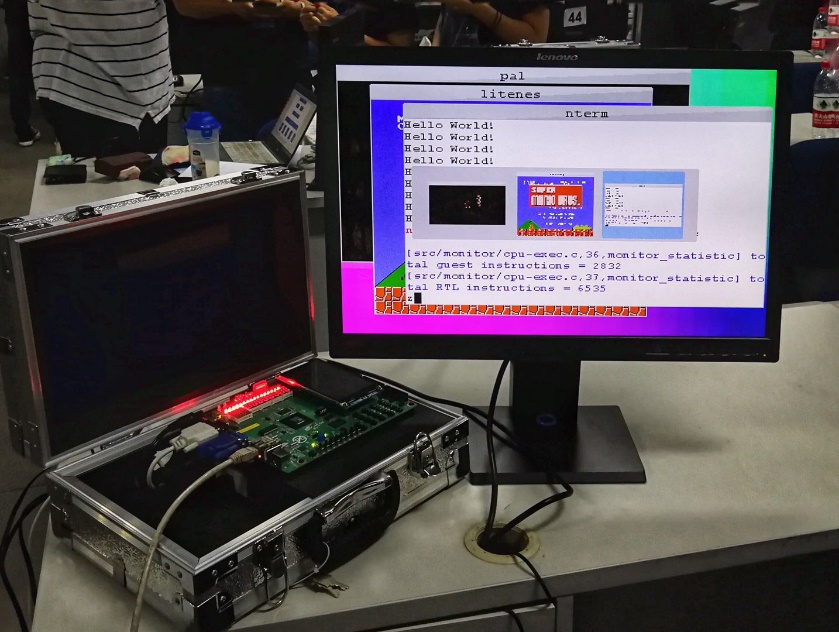 44
lenovo
pal
litenes
nterm
Hello World!
Hello World!
Hello World!
Hello World!
H
H
H
H
H
SUPER
MARIO BROS.
[src/monitor/cpu-exec.c,36,monitor_statistic] to
tal guest instructions = 2832
[src/monitor/cpu-exec.c,37,monitor_statistic] to
tal RTL instructions = 6535